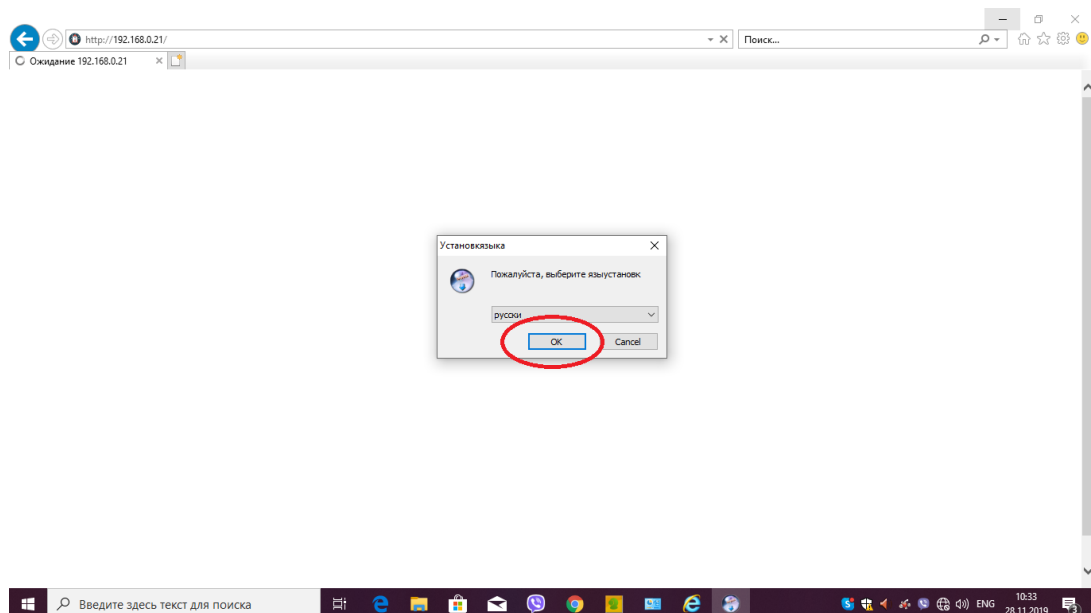 http://192.168.0.21/
Поиск...
Ожидание 192.168.0.21
Установкязыка
Пожалуйста, выберите языустановк
русски
OK
Cancel
Введите здесь текст для поиска
ENG
10:33
28.11.2019